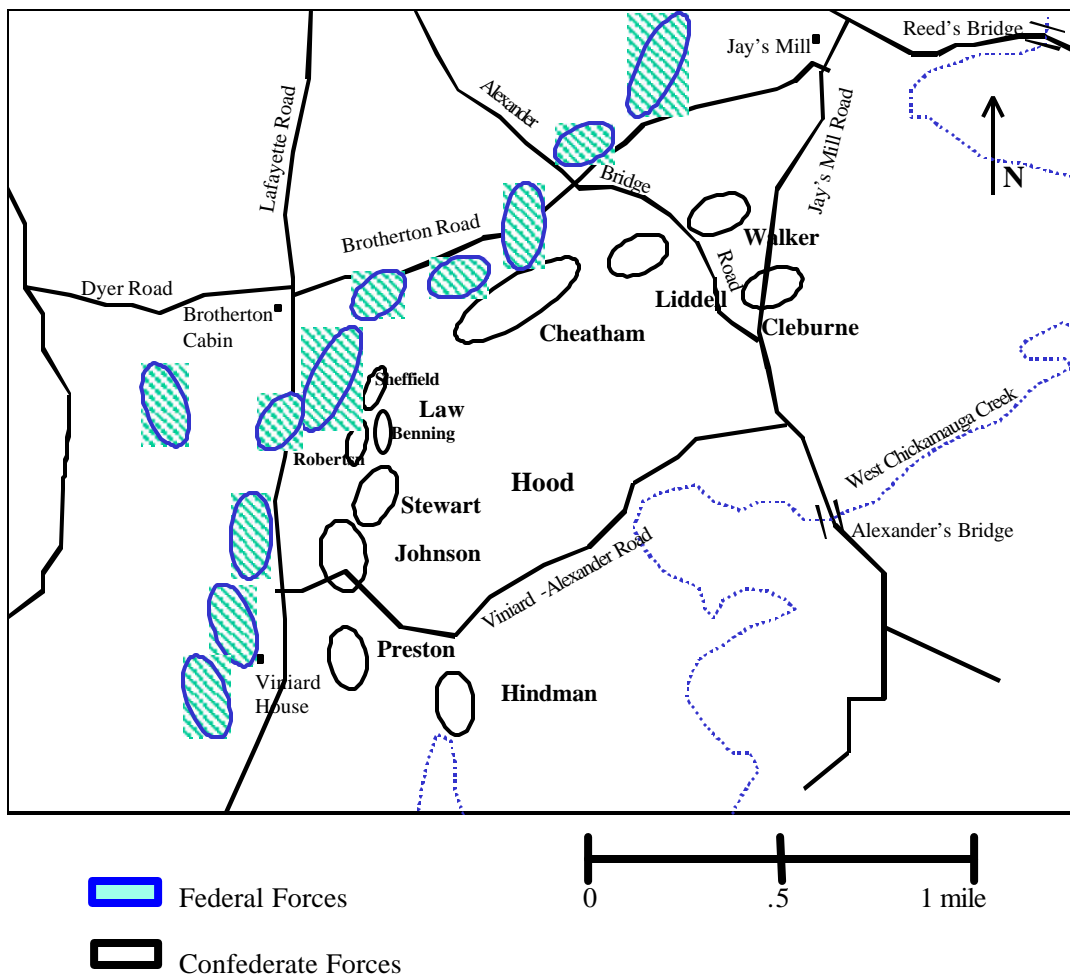 Reed's Bridge
Jay's Mill
Alexander
Lafayette Road
Jay's Mill Road
N
Bridge
Brotherton Road
Walker
Road
Dyer Road
Liddell
Brotherton
Cabin
Cheatham
Cleburne
Sheffield
Law
Benning
Robertsn
West Chickamauga Creek
Hood
Stewart
Alexander's Bridge
Johnson
Viniard -Alexander Road
Preston
Viniard
House
Hindman
0 .5 1 mile
Federal Forces
Confederate Forces